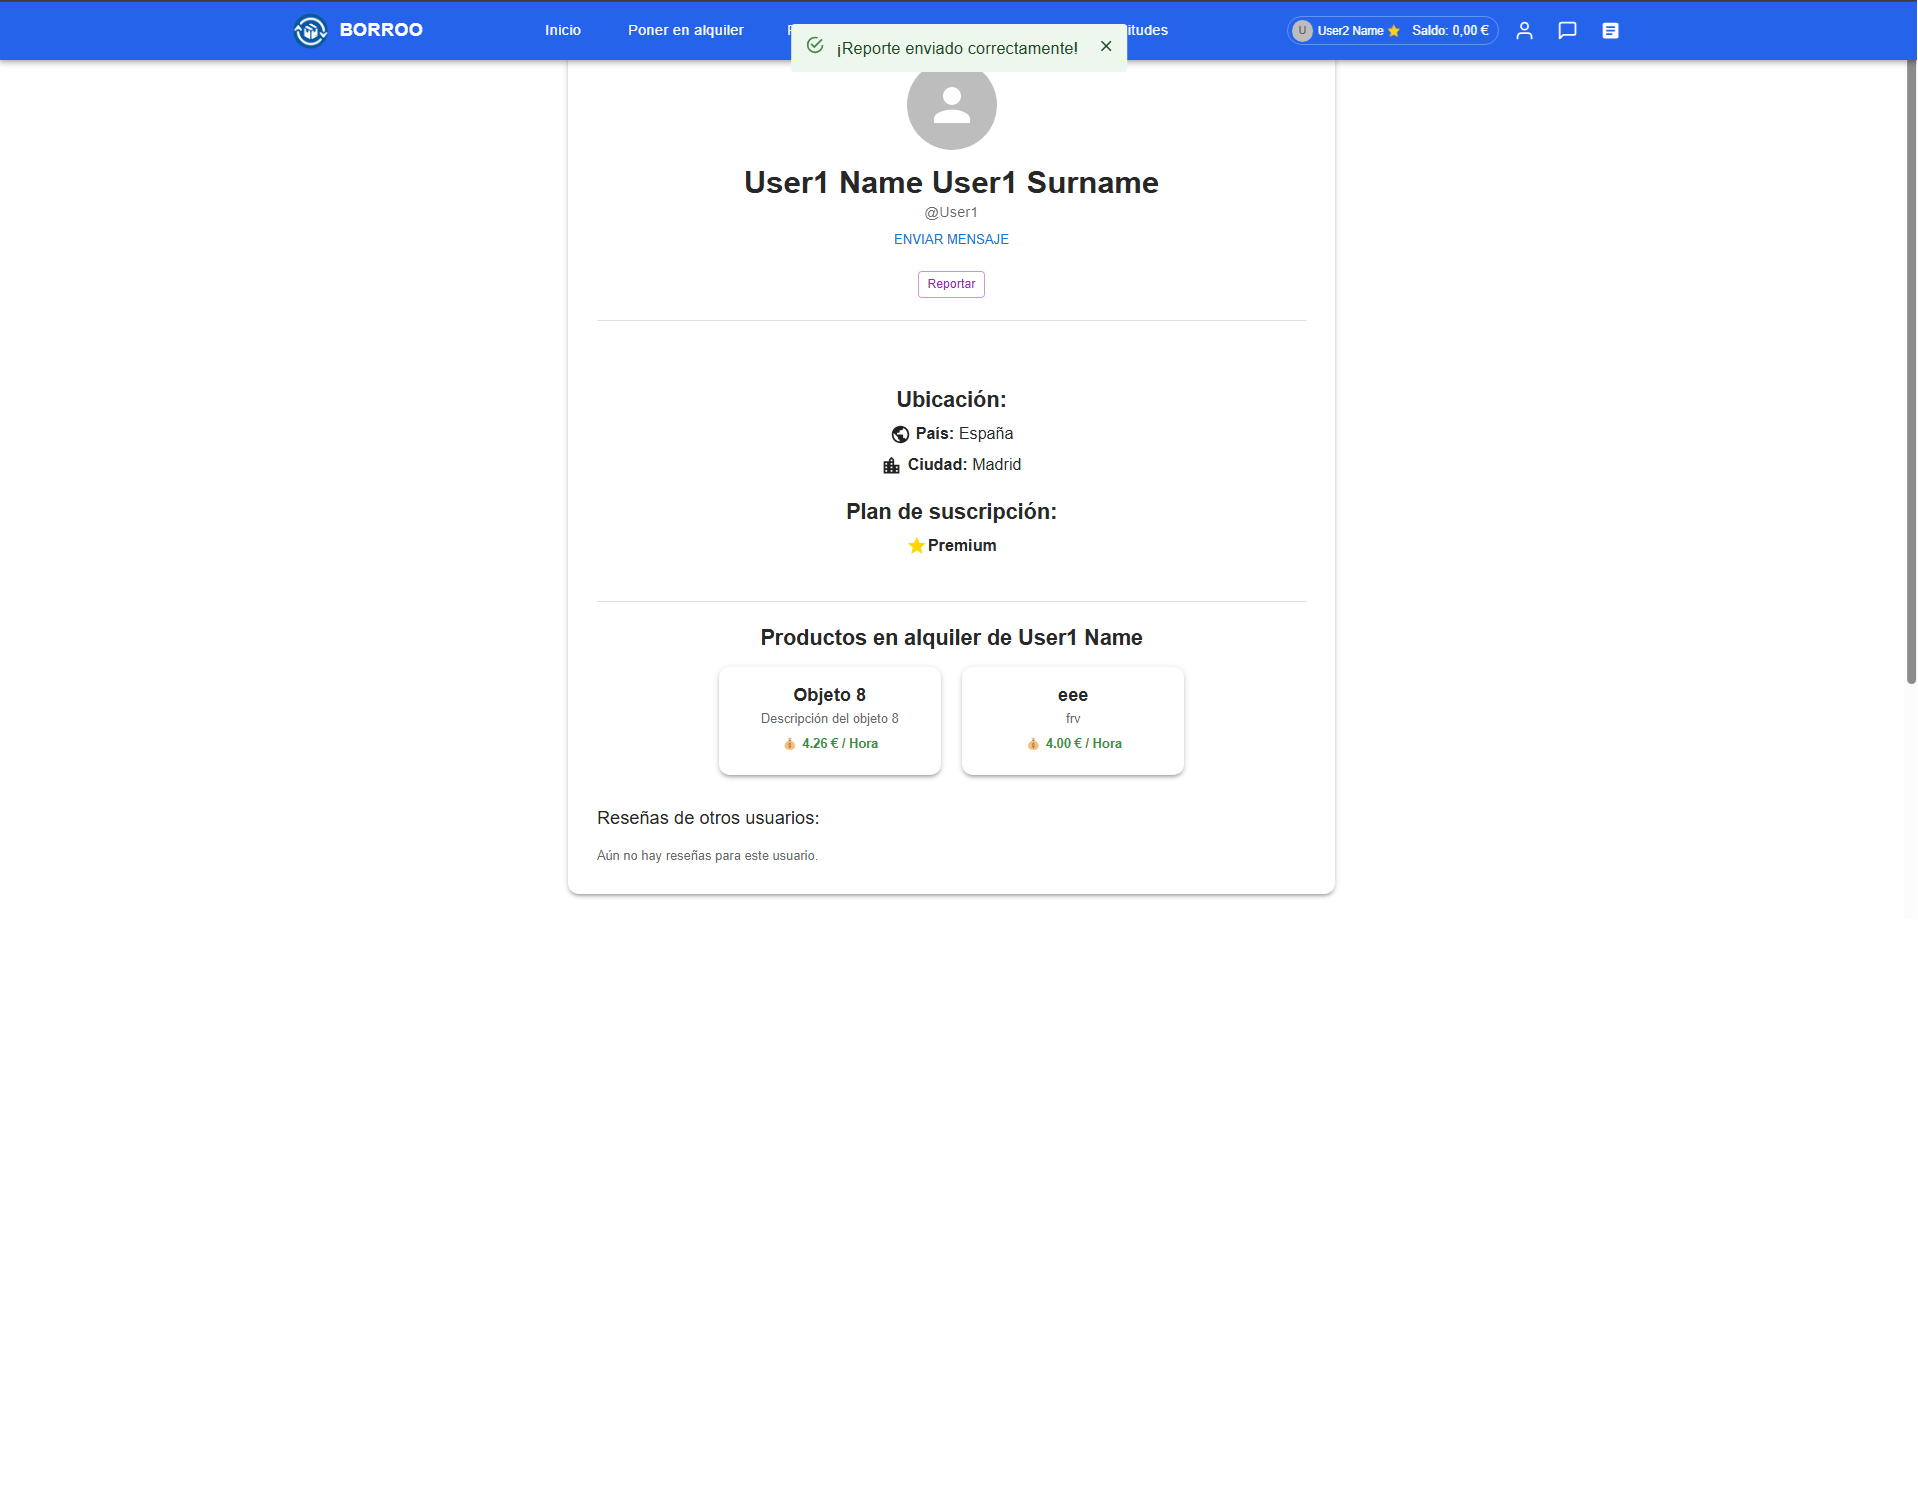 BORROO
Inicio
Poner en alquiler
itudes
U User2 Name Saldo: 0,00 €
¡Reporte enviado correctamente!
User1 Name User1 Surname
@User1
ENVIAR MENSAJE
Reportar
Ubicación:
País: España
Ciudad: Madrid
Plan de suscripción:
Premium
Productos en alquiler de User1 Name
Objeto 8
Descripción del objeto 8
4.26 € / Hora
eee
frv
4.00 € / Hora
Reseñas de otros usuarios:
Aún no hay reseñas para este usuario.